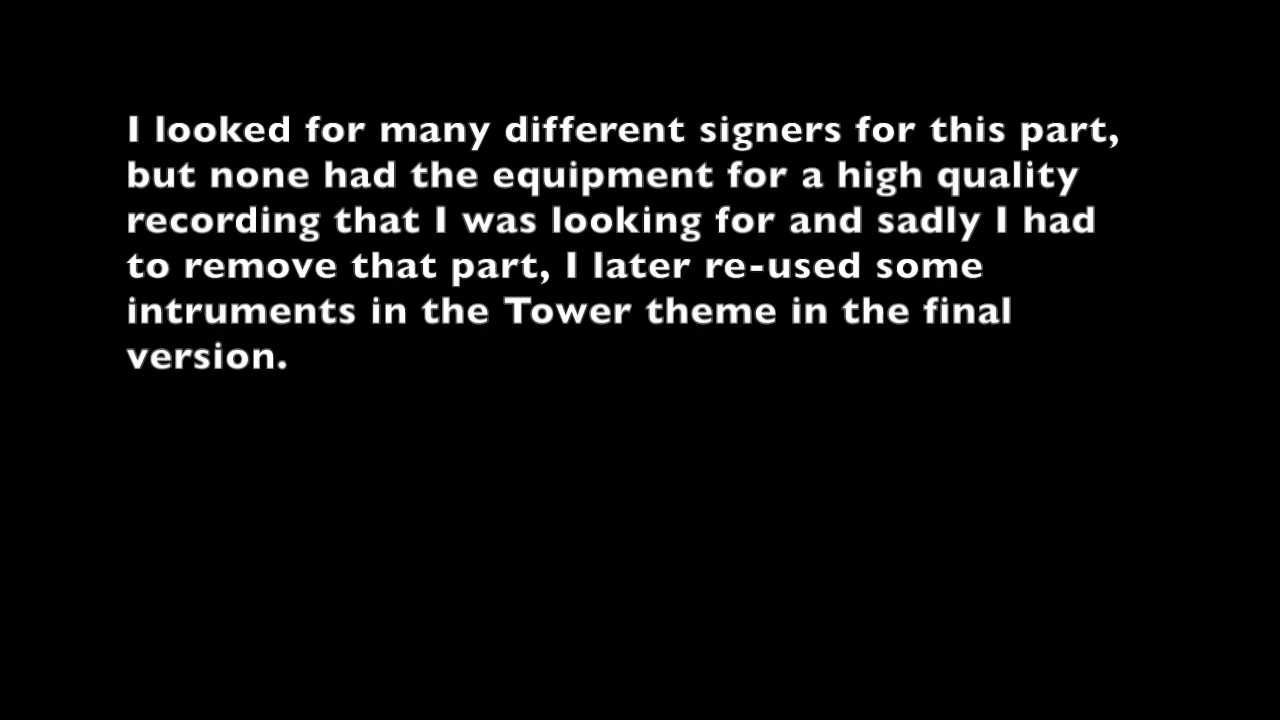 I looked for many different signers for this part,
but none had the equipment for a high quality
recording that I was looking for and sadly I had
to remove that part, I later re-used some
intruments in the Tower theme in the final
version.